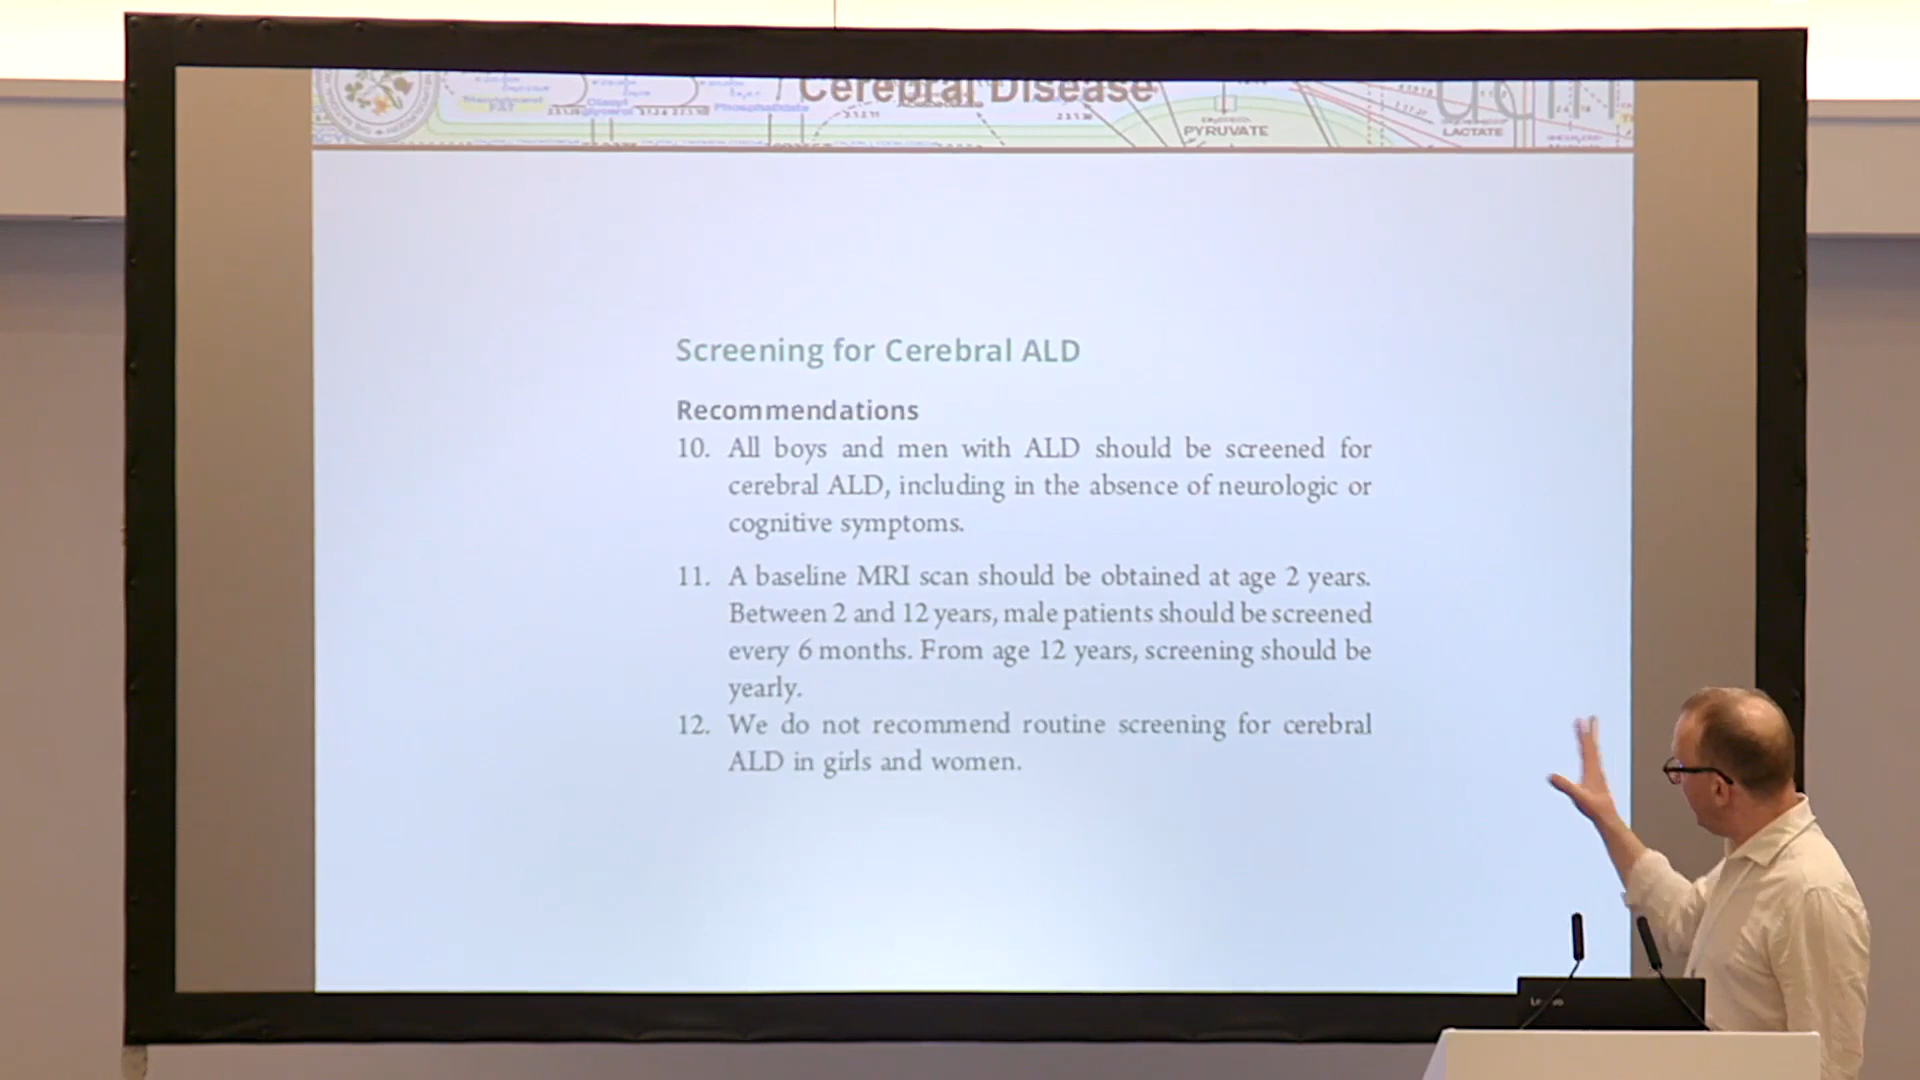 Cerebral Disease
PYRUVATE
LACTATE
Screening for Cerebral ALD
Recommendations
10. All boys and men with ALD should be screened for
cerebral ALD, including in the absence of neurologic or
cognitive symptoms.
11. A baseline MRI scan should be obtained at age 2 years.
Between 2 and 12 years, male patients should be screened
every 6 months. From age 12 years, screening should be
yearly.
12. We do not recommend routine screening for cerebral
ALD in girls and women.